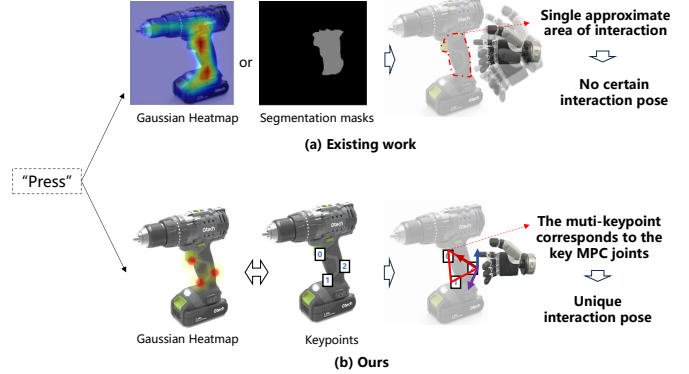 Single approximate
area of interaction
or
No certain
interaction pose
Gaussian Heatmap
Segmentation masks
(a) Existing work
"Press"
Gtech
0
2
1
0
1
The muti-keypoint
corresponds to the
key MPC joints
Unique
interaction pose
Gaussian Heatmap
Keypoints
(b) Ours